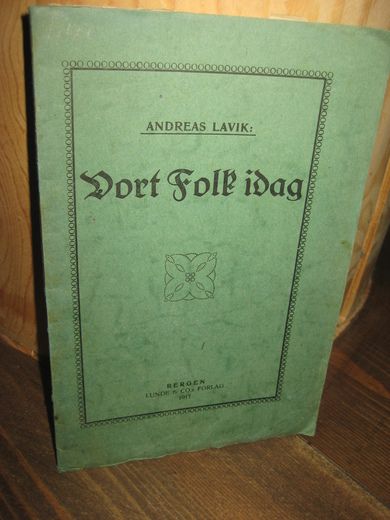 ANDREAS LAVIK:
Vort Folk idag
BERGEN
LUNDE & CO.s FORLAG
1917